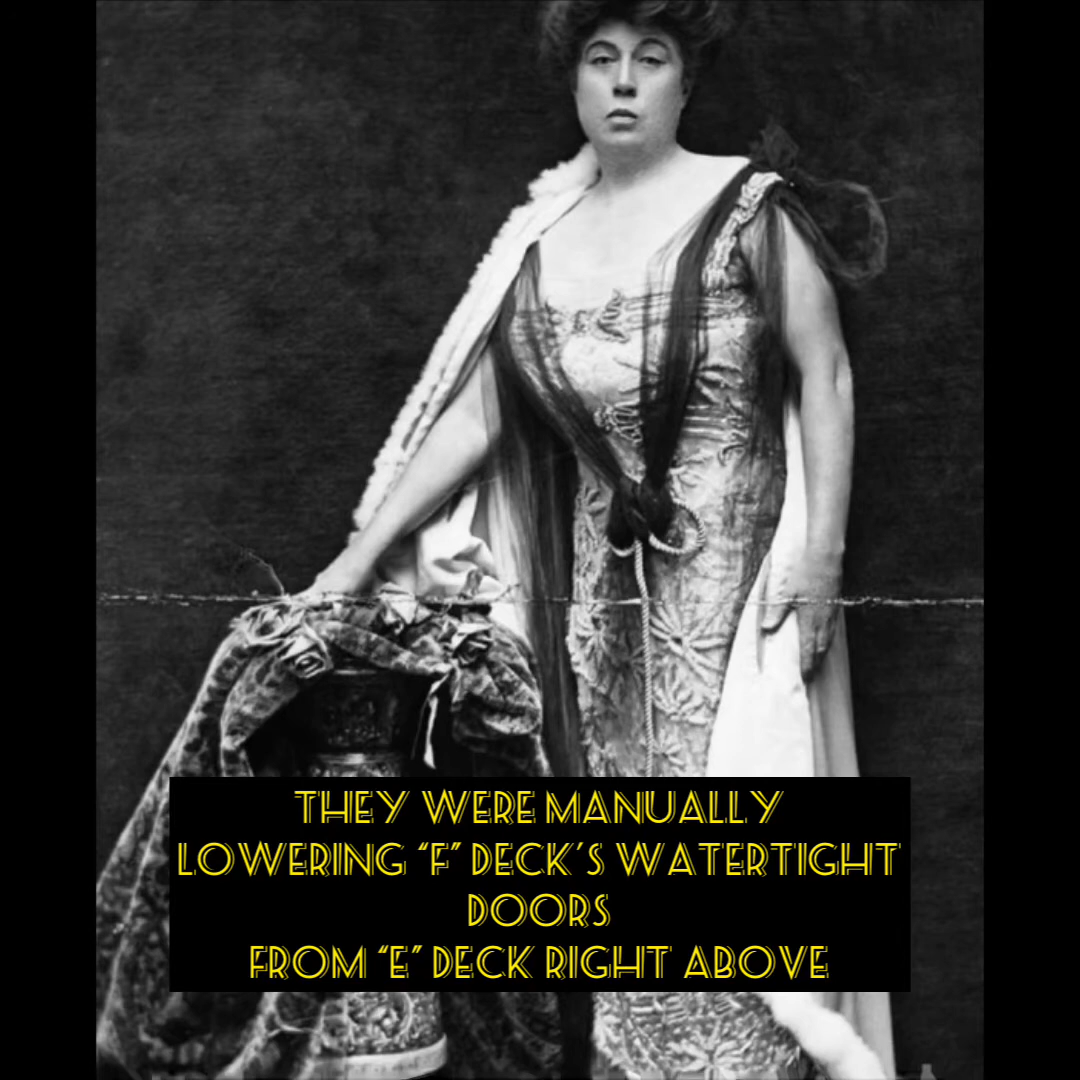 THEY WERE MANUALLY
LOWERING “F” DECK’S WATERTIGHT
DOORS
FROM “E” DECK RIGHT ABOVE